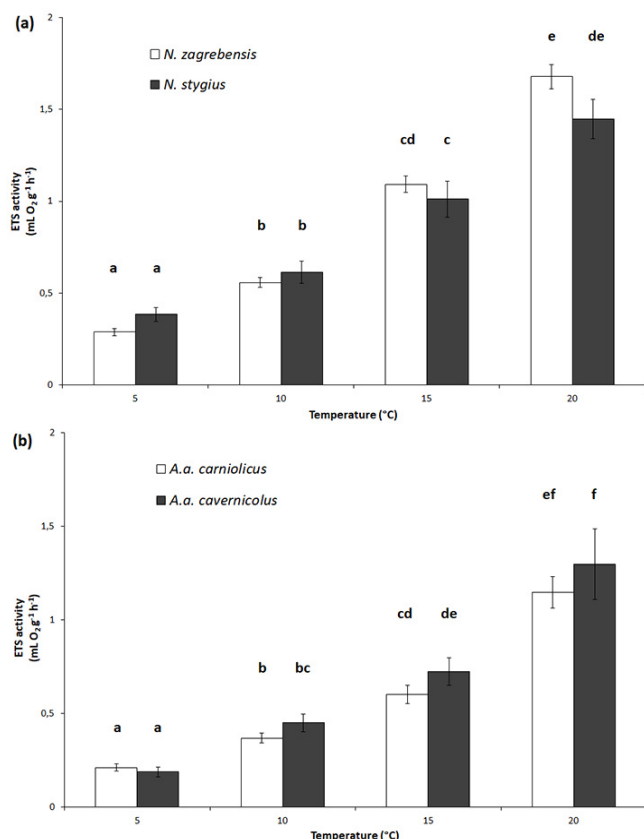 (a)
2
N. zagrebensis
N. stygius
e
de
1,5
cd
c
ETS activity
(mL O₂ g⁻¹ h⁻¹)
1
b
b
0,5
a
a
0
5
10
15
20
Temperature (°C)
(b)
2
A.a. carniolicus
A.a. cavernicolus
1,5
ef
f
ETS activity
(mL O₂ g⁻¹ h⁻¹)
1
cd
de
b
bc
0,5
a
a
0
5
10
15
20
Temperature (°C)